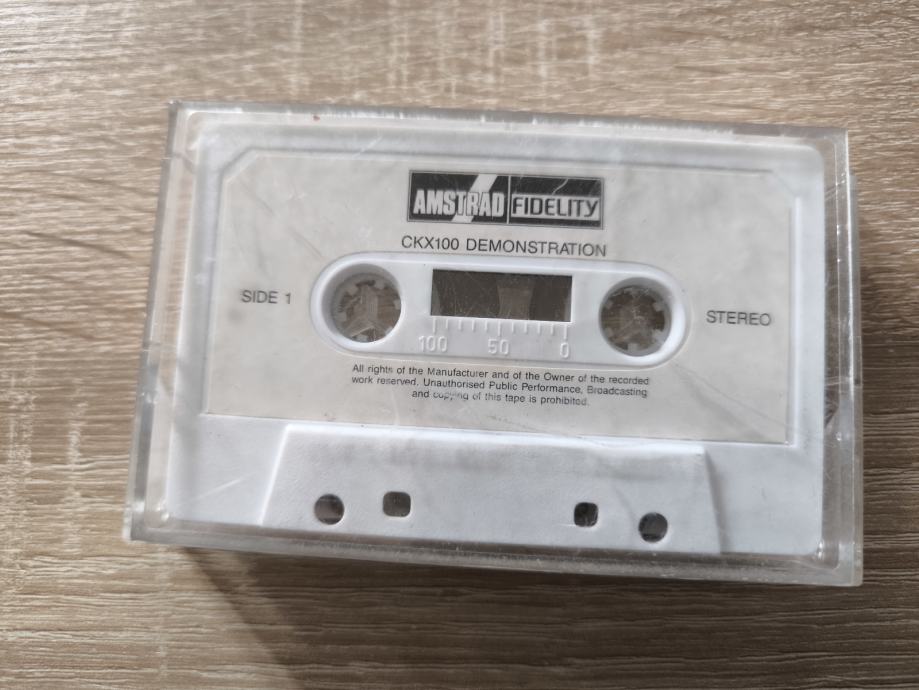 AMSTRAD FIDELITY
CKX100 DEMONSTRATION
SIDE 1
STEREO
100 50 0
All rights of the Manufacturer and of the Owner of the recorded
work reserved. Unauthorised Public Performance, Broadcasting
and copying of this tape is prohibited.